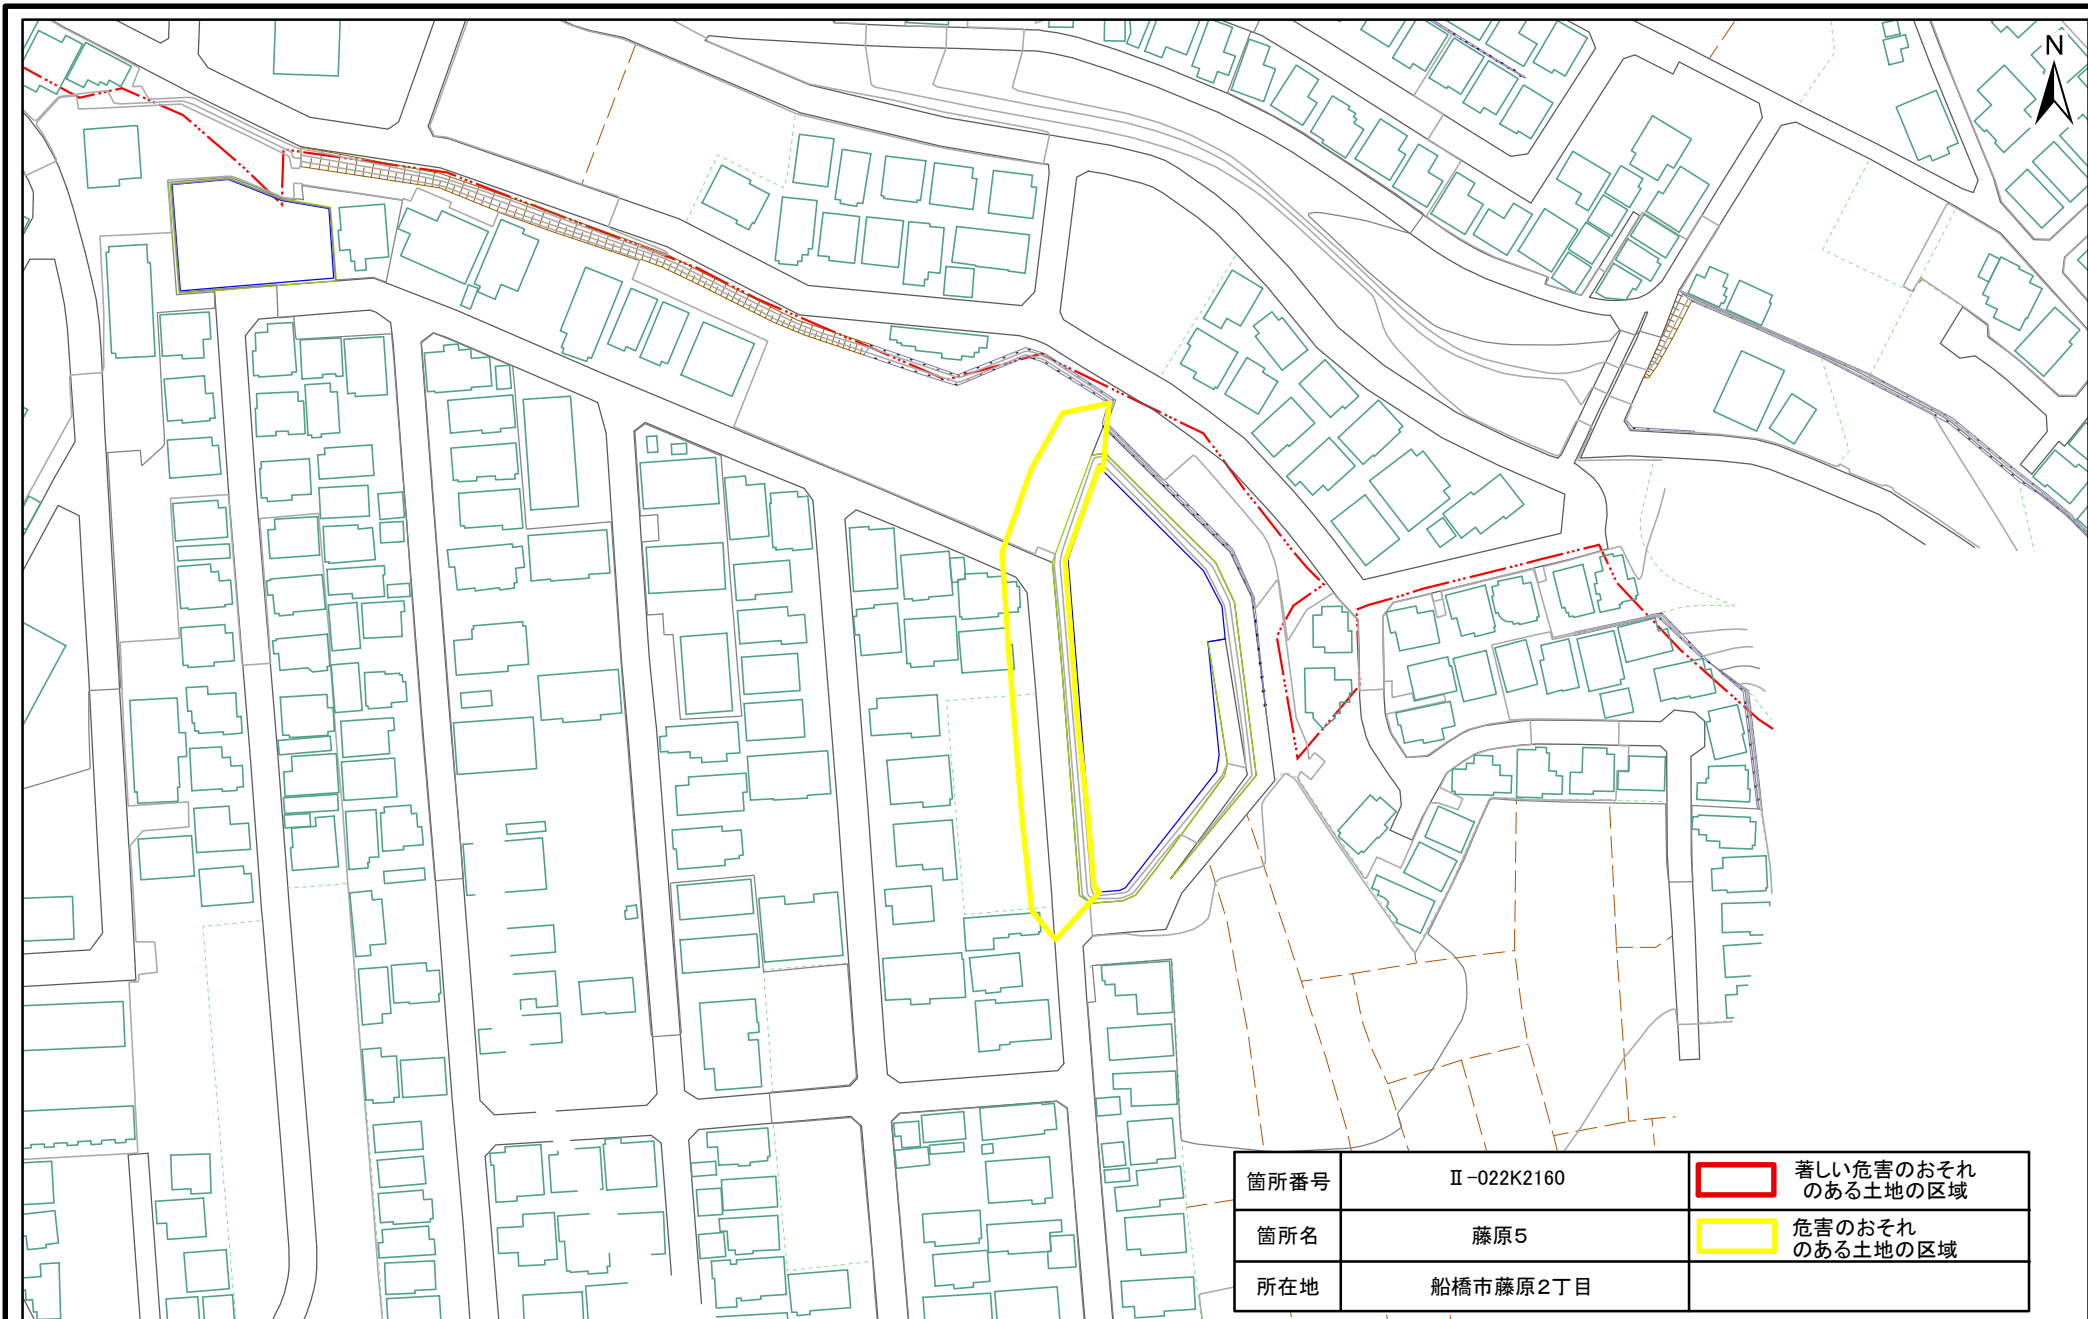 N
箇所番号
Ⅱ-022K2160
著しい危害のおそれ
のある土地の区域
箇所名
藤原5
危害のおそれ
のある土地の区域
所在地
船橋市藤原2丁目